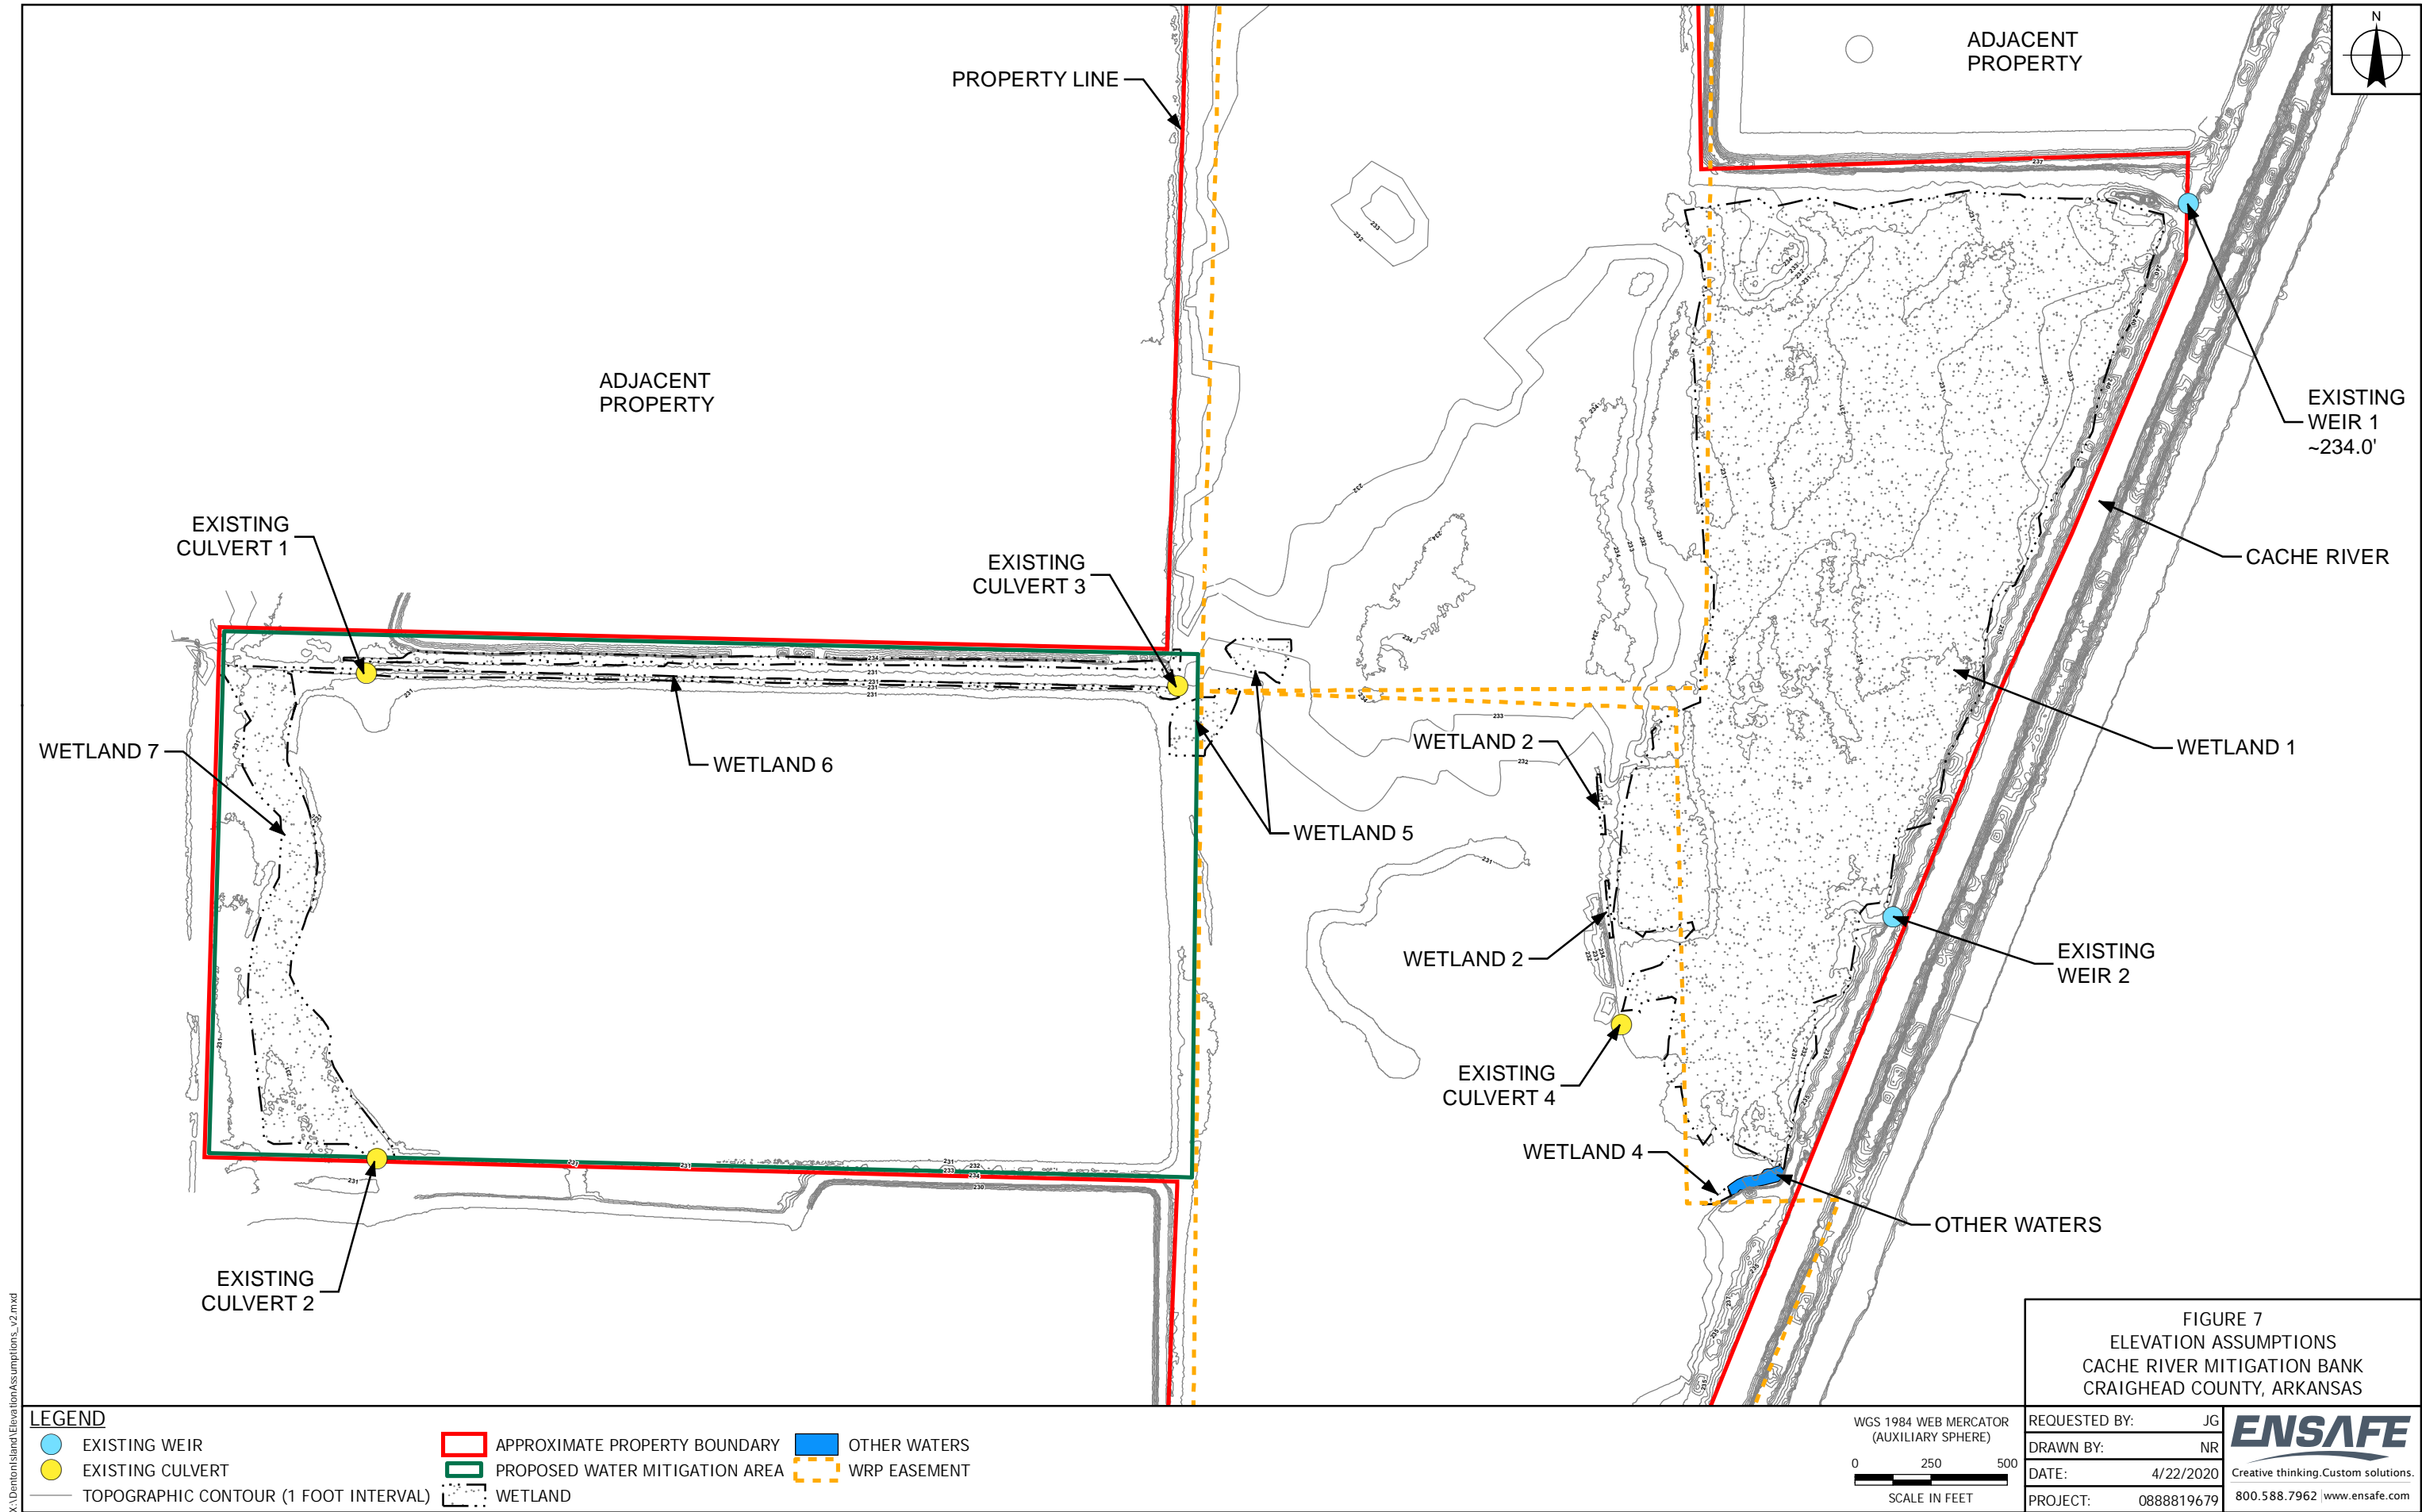 N
ADJACENT
PROPERTY
PROPERTY LINE
ADJACENT
PROPERTY
EXISTING
WEIR 1
~234.0'
CACHE RIVER
EXISTING
CULVERT 1
EXISTING
CULVERT 3
WETLAND 7
WETLAND 6
WETLAND 2
WETLAND 1
WETLAND 5
WETLAND 2
EXISTING
WEIR 2
EXISTING
CULVERT 4
WETLAND 4
OTHER WATERS
EXISTING
CULVERT 2
FIGURE 7
ELEVATION ASSUMPTIONS
CACHE RIVER MITIGATION BANK
CRAIGHEAD COUNTY, ARKANSAS
LEGEND
EXISTING WEIR
EXISTING CULVERT
TOPOGRAPHIC CONTOUR (1 FOOT INTERVAL)
APPROXIMATE PROPERTY BOUNDARY
PROPOSED WATER MITIGATION AREA
WETLAND
OTHER WATERS
WRP EASEMENT
WGS 1984 WEB MERCATOR
(AUXILIARY SPHERE)
0 250 500
SCALE IN FEET
REQUESTED BY: JG
DRAWN BY: NR
DATE: 4/22/2020
PROJECT: 0888819679
ENSAFE
Creative thinking.Custom solutions.
800.588.7962 | www.ensafe.com
X:\DentonIsland\ElevationAssumptions_v2.mxd